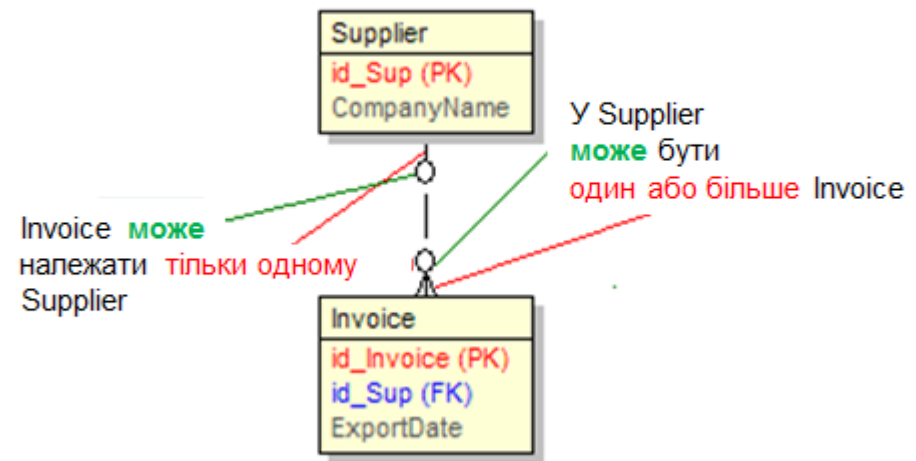 Supplier
id_Sup (PK)
CompanyName
У Supplier
може бути
один або більше Invoice
Invoice може
належати тільки одному
Supplier
Invoice
id_Invoice (PK)
id_Sup (FK)
ExportDate